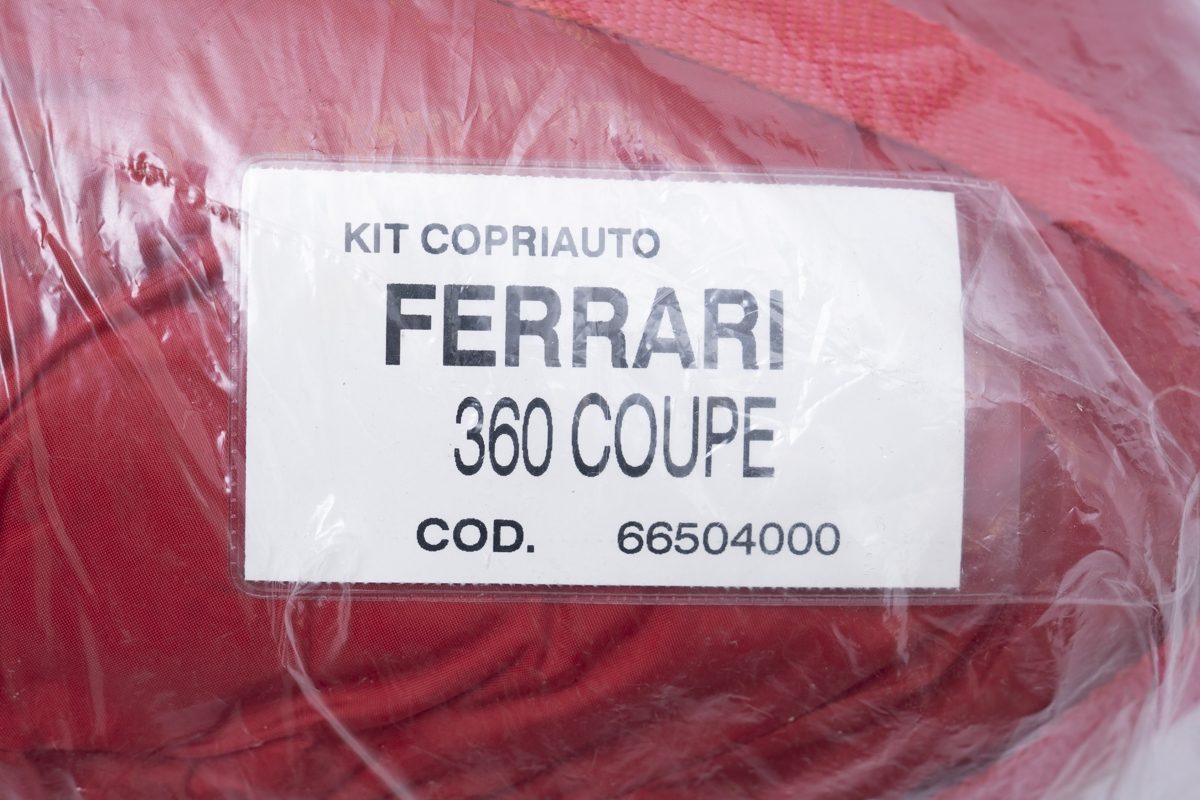 KIT COPRIAUTO
FERRARI
360 COUPE
COD. 66504000